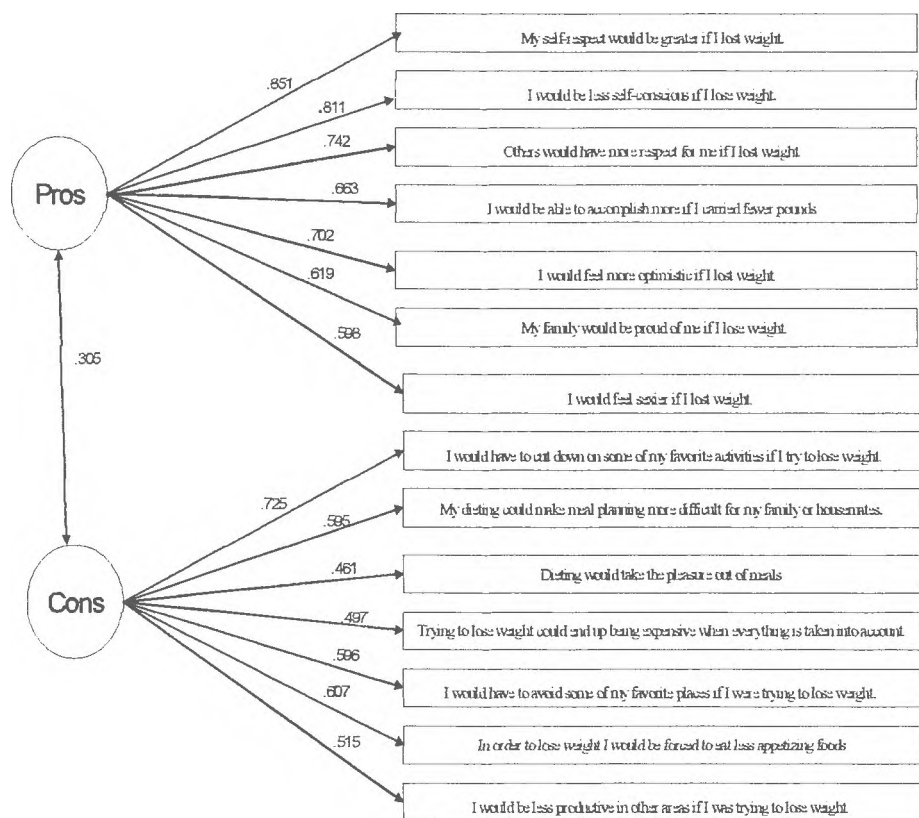 My self-respect would be greater if I lost weight.
.851
I would be less self-conscious if I lose weight.
.811
.742
Others would have more respect for me if I lost weight.
Pros
.663
I would be able to accomplish more if I carried fewer pounds
.702
I would feel more optimistic if I lost weight.
.619
My family would be proud of me if I lose weight.
.598
.305
I would feel sexier if I lost weight.
I would have to cut down on some of my favorite activities if I try to lose weight.
.725
My dieting could make meal planning more difficult for my family or housemates.
.595
.461
Dieting would take the pleasure out of meals
Cons
.497
Trying to lose weight could end up being expensive when everything is taken into account.
.596
I would have to avoid some of my favorite places if I were trying to lose weight.
.607
In order to lose weight I would be forced to eat less appetizing foods
.515
I would be less productive in other areas if I was trying to lose weight.